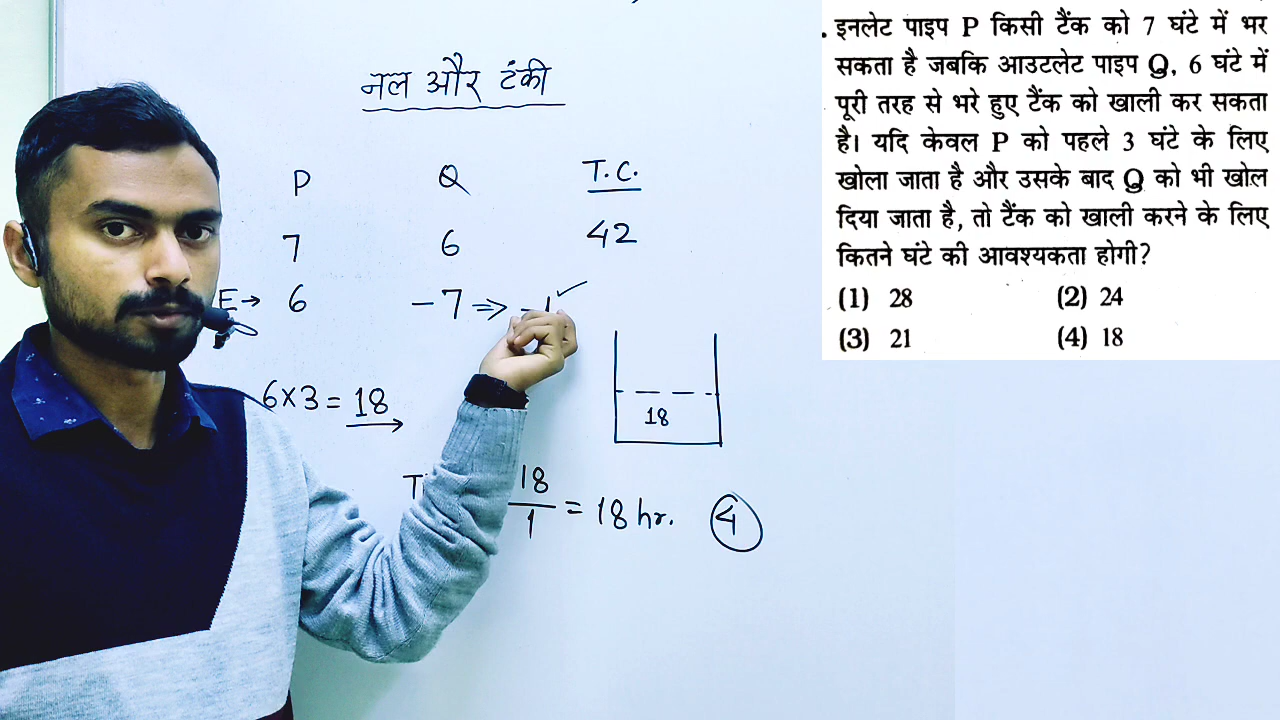 नल और टंकी
P Q T.C.
7 6 42
E → 6 -7 ⇒ -1 ✓
6×3 = 18
18
18/1 = 18 hr. 4
इनलेट पाइप P किसी टैंक को 7 घंटे में भर
सकता है जबकि आउटलेट पाइप Q, 6 घंटे में
पूरी तरह से भरे हुए टैंक को खाली कर सकता
है। यदि केवल P को पहले 3 घंटे के लिए
खोला जाता है और उसके बाद Q को भी खोल
दिया जाता है, तो टैंक को खाली करने के लिए
कितने घंटे की आवश्यकता होगी?
(1) 28 (2) 24
(3) 21 (4) 18